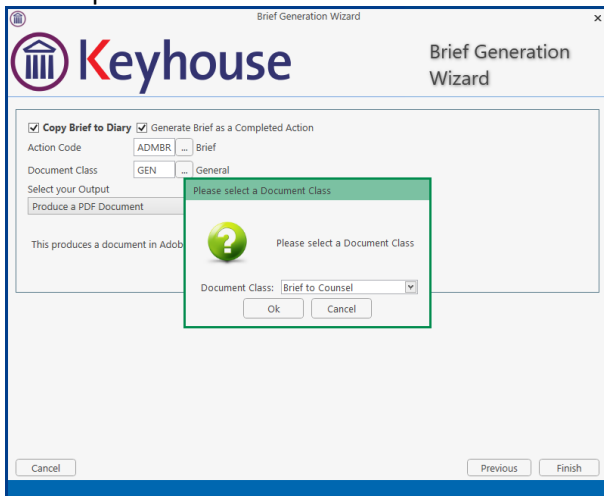 Brief Generation Wizard
Keyhouse
Brief Generation
Wizard
Copy Brief to Diary Generate Brief as a Completed Action
Action Code ADMBR ... Brief
Document Class GEN ... General
Select your Output
Produce a PDF Document
This produces a document in Adob
Please select a Document Class
Please select a Document Class
Document Class: Brief to Counsel
Ok Cancel
Cancel Previous Finish